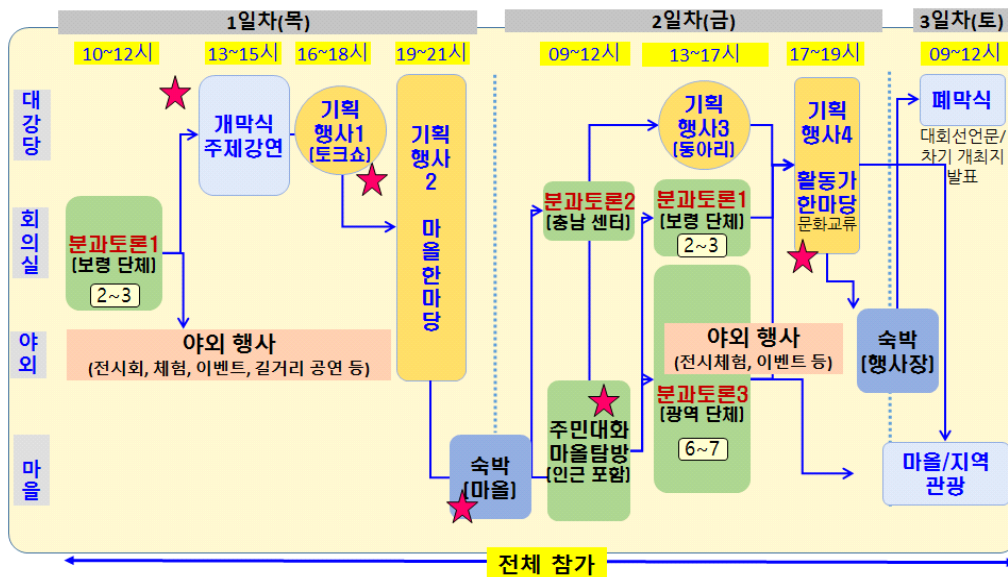 1일차(목)
2일차(금)
3일차(토)
10~12시
13~15시
16~18시
19~21시
09~12시
13~17시
17~19시
09~12시
대강당
개막식
주제강연
기획
행사1
(토크쇼)
기획
행사
2
마을한마당
기획
행사3
(동아리)
기획
행사4
활동가
한마당
문화교류
폐막식
대회선언문/
차기 개최지
발표
회의실
분과토론1
(보령 단체)
2~3
분과토론2
(충남 센터)
분과토론1
(보령 단체)
2~3
야외
야외 행사
(전시회, 체험, 이벤트, 길거리 공연 등)
야외 행사
(전시체험, 이벤트 등)
숙박
(행사장)
마을
숙박
(마을)
주민대화
마을탐방
(인근 포함)
분과토론3
(광역 단체)
6~7
마을/지역
관광
전체 참가